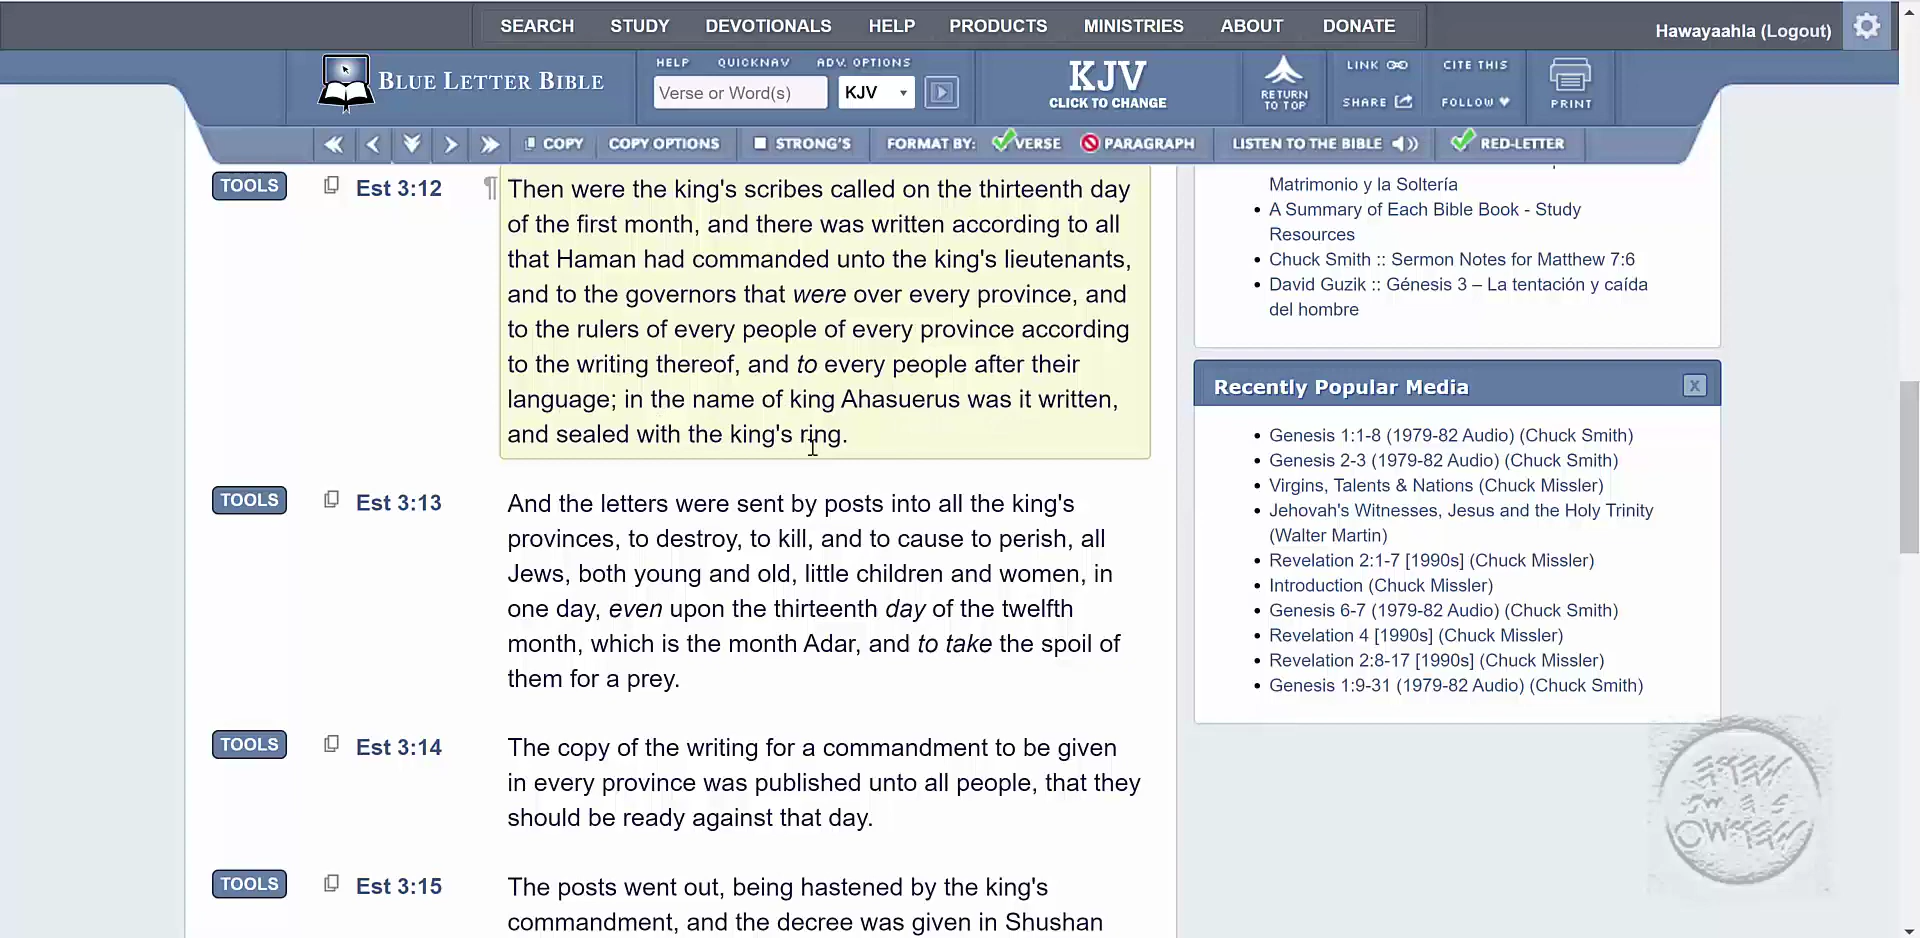 SEARCH STUDY DEVOTIONALS HELP PRODUCTS MINISTRIES ABOUT DONATE
Hawayaahla (Logout)
BLUE LETTER BIBLE
HELP QUICKNAV ADV. OPTIONS
Verse or Word(s) KJV
KJV
CLICK TO CHANGE
RETURN
TO TOP
LINK
SHARE
CITE THIS
FOLLOW
PRINT
COPY COPY OPTIONS STRONG'S FORMAT BY: VERSE PARAGRAPH LISTEN TO THE BIBLE RED-LETTER
TOOLS Est 3:12 ¶ Then were the king's scribes called on the thirteenth day
of the first month, and there was written according to all
that Haman had commanded unto the king's lieutenants,
and to the governors that were over every province, and
to the rulers of every people of every province according
to the writing thereof, and to every people after their
language; in the name of king Ahasuerus was it written,
and sealed with the king's ring.
TOOLS Est 3:13 And the letters were sent by posts into all the king's
provinces, to destroy, to kill, and to cause to perish, all
Jews, both young and old, little children and women, in
one day, even upon the thirteenth day of the twelfth
month, which is the month Adar, and to take the spoil of
them for a prey.
TOOLS Est 3:14 The copy of the writing for a commandment to be given
in every province was published unto all people, that they
should be ready against that day.
TOOLS Est 3:15 The posts went out, being hastened by the king's
commandment, and the decree was given in Shushan
Matrimonio y la Soltería
• A Summary of Each Bible Book - Study
Resources
• Chuck Smith :: Sermon Notes for Matthew 7:6
• David Guzik :: Génesis 3 – La tentación y caída
del hombre
Recently Popular Media x
• Genesis 1:1-8 (1979-82 Audio) (Chuck Smith)
• Genesis 2-3 (1979-82 Audio) (Chuck Smith)
• Virgins, Talents & Nations (Chuck Missler)
• Jehovah's Witnesses, Jesus and the Holy Trinity
(Walter Martin)
• Revelation 2:1-7 [1990s] (Chuck Missler)
• Introduction (Chuck Missler)
• Genesis 6-7 (1979-82 Audio) (Chuck Smith)
• Revelation 4 [1990s] (Chuck Missler)
• Revelation 2:8-17 [1990s] (Chuck Missler)
• Genesis 1:9-31 (1979-82 Audio) (Chuck Smith)